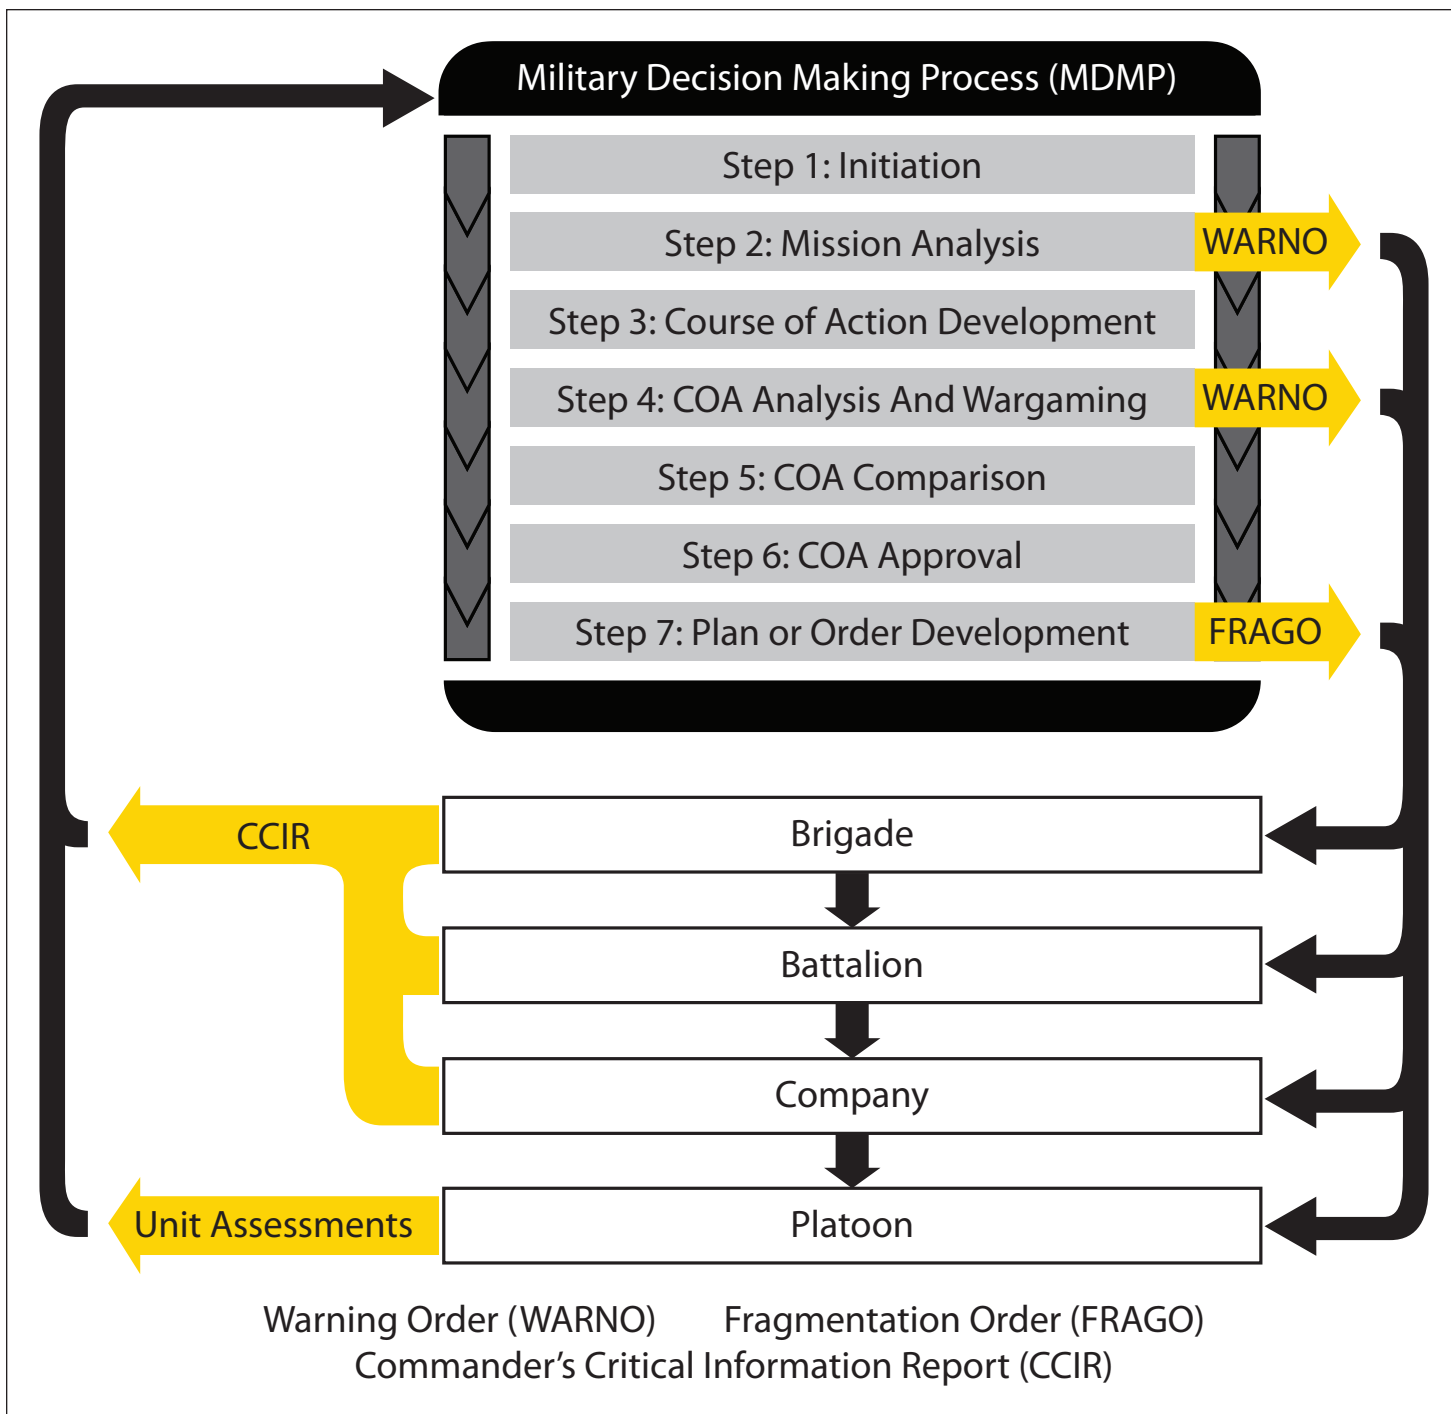 Military Decision Making Process (MDMP)
Step 1: Initiation
Step 2: Mission Analysis
WARNO
Step 3: Course of Action Development
Step 4: COA Analysis And Wargaming
WARNO
Step 5: COA Comparison
Step 6: COA Approval
Step 7: Plan or Order Development
FRAGO
CCIR
Brigade
Battalion
Company
Unit Assessments
Platoon
Warning Order (WARNO)
Fragmentation Order (FRAGO)
Commander’s Critical Information Report (CCIR)